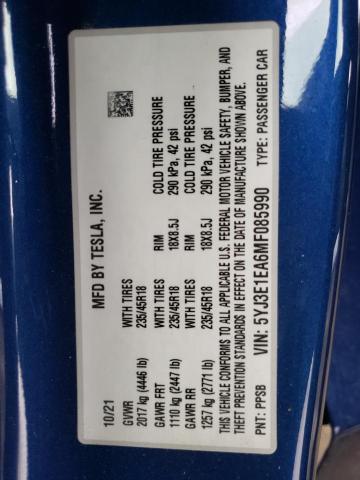 MFD BY TESLA, INC.
10/21
GVWR WITH TIRES RIM COLD TIRE PRESSURE
2017 kg (4446 lb) 235/45R18 18X8.5J 290 kPa, 42 psi
GAWR FRT WITH TIRES RIM COLD TIRE PRESSURE
1110 kg (2447 lb) 235/45R18 18X8.5J 290 kPa, 42 psi
GAWR RR
1257 kg (2771 lb)
THIS VEHICLE CONFORMS TO ALL APPLICABLE U.S. FEDERAL MOTOR VEHICLE SAFETY, BUMPER, AND
THEFT PREVENTION STANDARDS IN EFFECT ON THE DATE OF MANUFACTURE SHOWN ABOVE.
VIN: 5YJ3E1EA6MF085990
PNT: PPSB TYPE: PASSENGER CAR